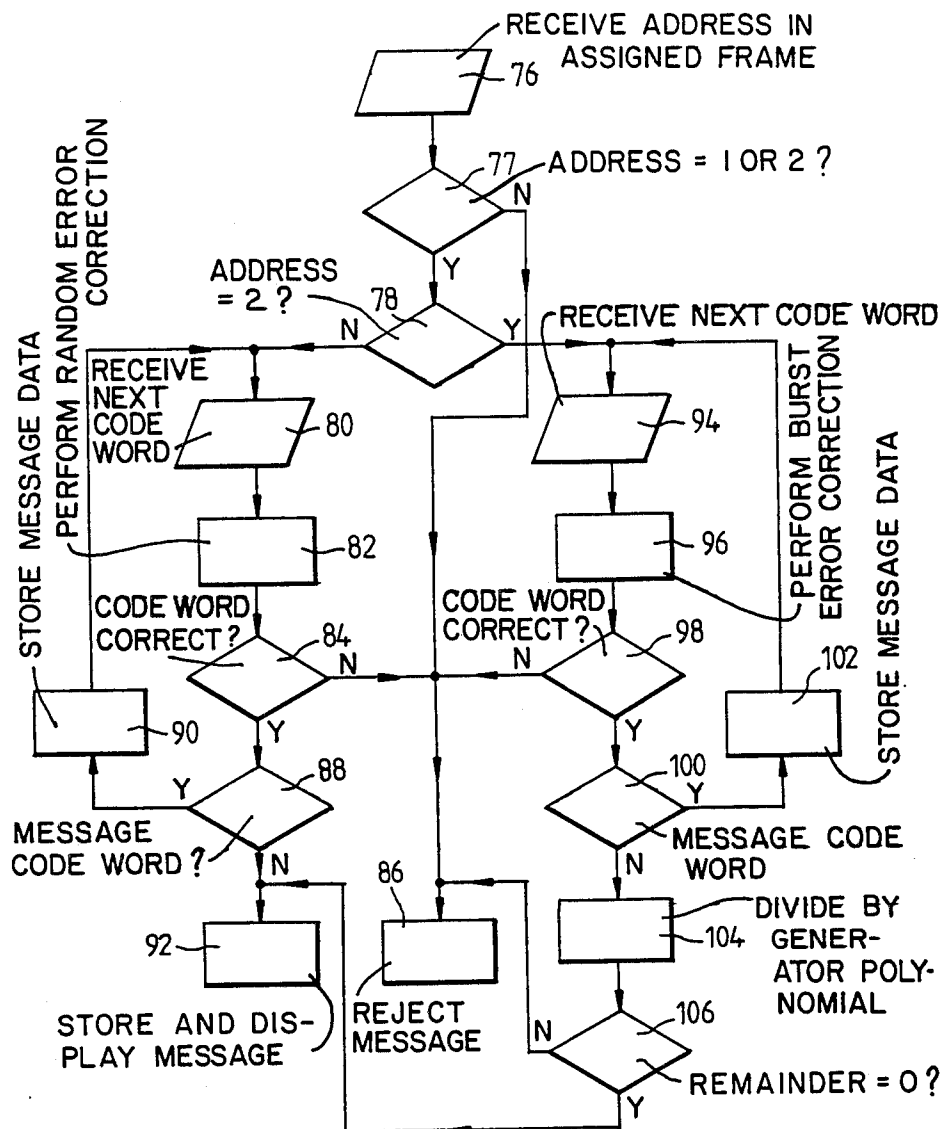 RECEIVE ADDRESS IN
ASSIGNED FRAME
76
77
ADDRESS = 1 OR 2 ?
N
Y
ADDRESS
= 2 ?
78
N
Y
RECEIVE NEXT CODE WORD
PERFORM RANDOM ERROR
CORRECTION
STORE MESSAGE DATA
RECEIVE
NEXT
CODE
WORD
80
94
82
96
PERFORM BURST
ERROR CORRECTION
STORE MESSAGE DATA
CODE WORD
CORRECT ?
84
N
Y
CODE WORD
CORRECT ?
98
N
Y
90
102
88
Y
MESSAGE
CODE WORD ?
N
100
Y
MESSAGE CODE
WORD
N
92
STORE AND DIS-
PLAY MESSAGE
86
REJECT
MESSAGE
DIVIDE BY
104
GENER-
ATOR POLY-
NOMIAL
106
N
REMAINDER = 0 ?
Y